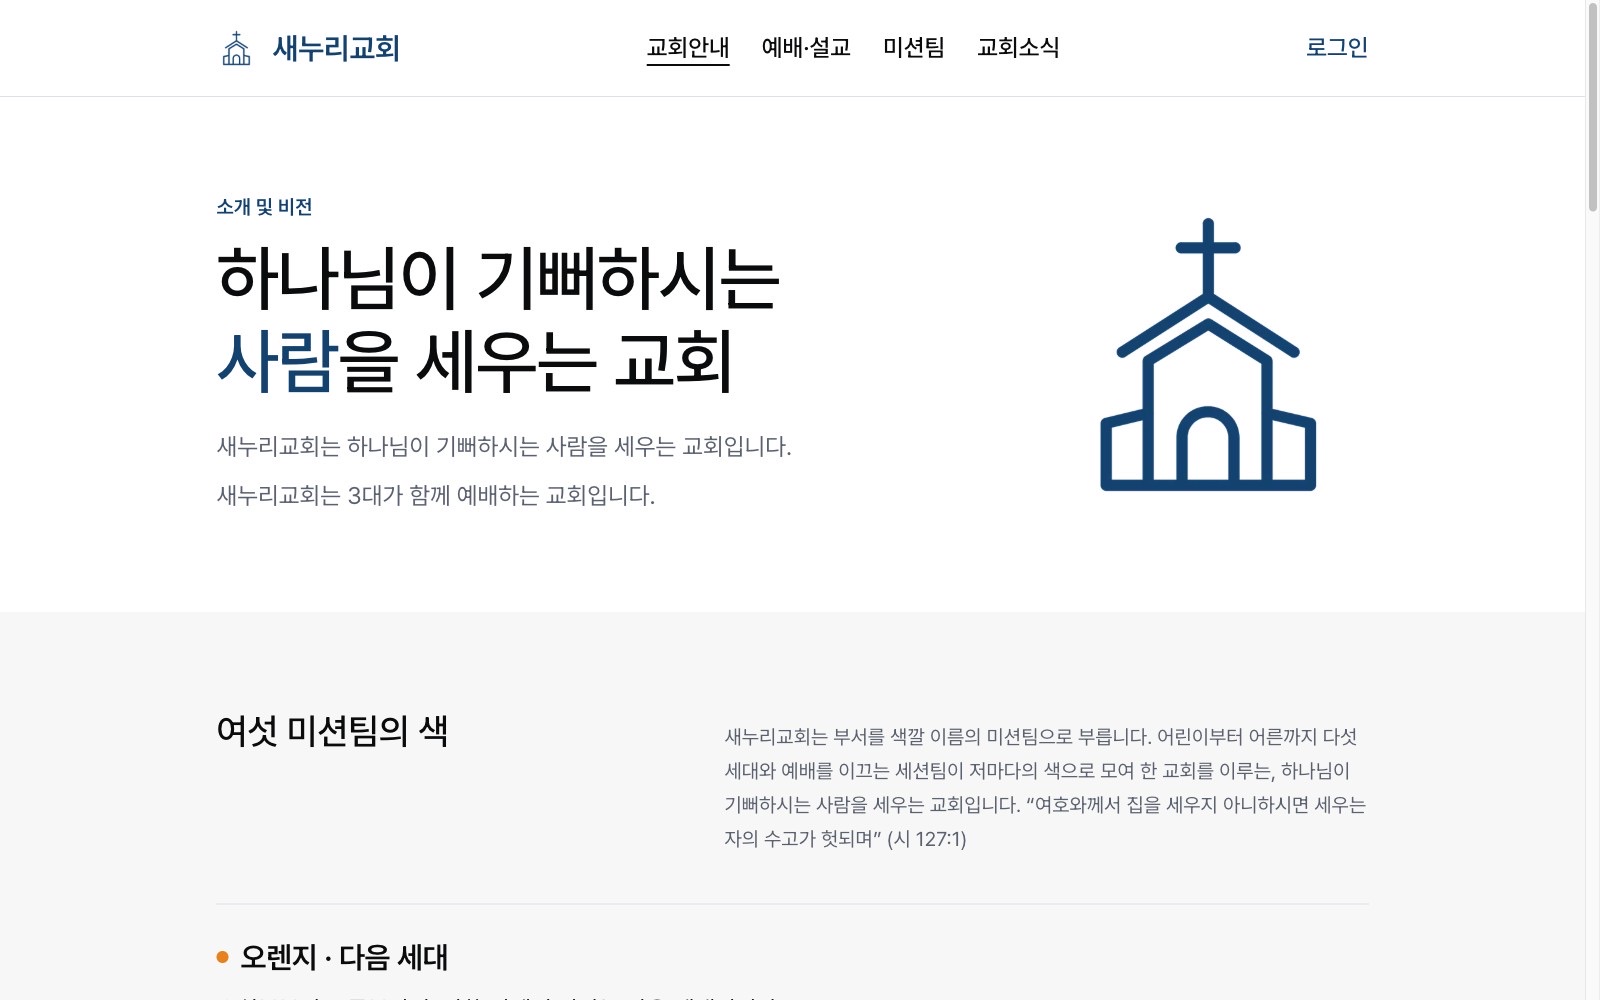 새누리교회
교회안내
예배·설교
미션팀
교회소식
로그인
소개 및 비전
하나님이 기뻐하시는
사람을 세우는 교회
새누리교회는 하나님이 기뻐하시는 사람을 세우는 교회입니다.
새누리교회는 3대가 함께 예배하는 교회입니다.
여섯 미션팀의 색
새누리교회는 부서를 색깔 이름의 미션팀으로 부릅니다. 어린이부터 어른까지 다섯
세대와 예배를 이끄는 세션팀이 저마다의 색으로 모여 한 교회를 이루는, 하나님이
기뻐하시는 사람을 세우는 교회입니다. “여호와께서 집을 세우지 아니하시면 세우는
자의 수고가 헛되며” (시 127:1)
오렌지 · 다음 세대